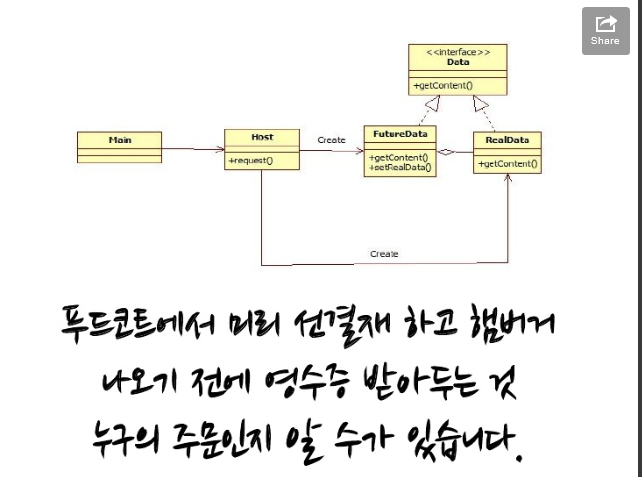 Share
<<interface>>
Data
+getContent()
Main
Host
+request()
Create
FutureData
+getContent()
+setRealData()
RealData
+getContent()
Create
푸드코트에서 미리 선결재 하고 햄버거
나오기 전에 영수증 받아두는 것
누구의 주문인지 알 수가 있습니다.